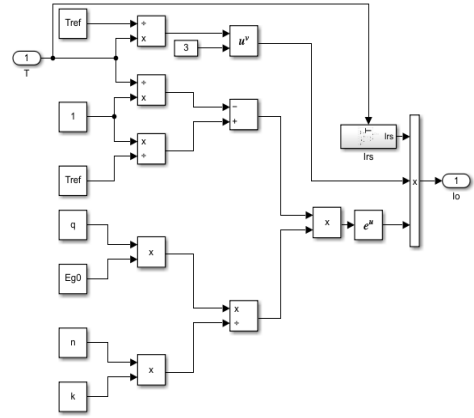 Tref
÷
x
3
u^v
1
T
÷
x
1
−
+
x
÷
T
Irs
Irs
Tref
x
1
Io
q
x
e^u
Eg0
x
x
÷
n
x
k